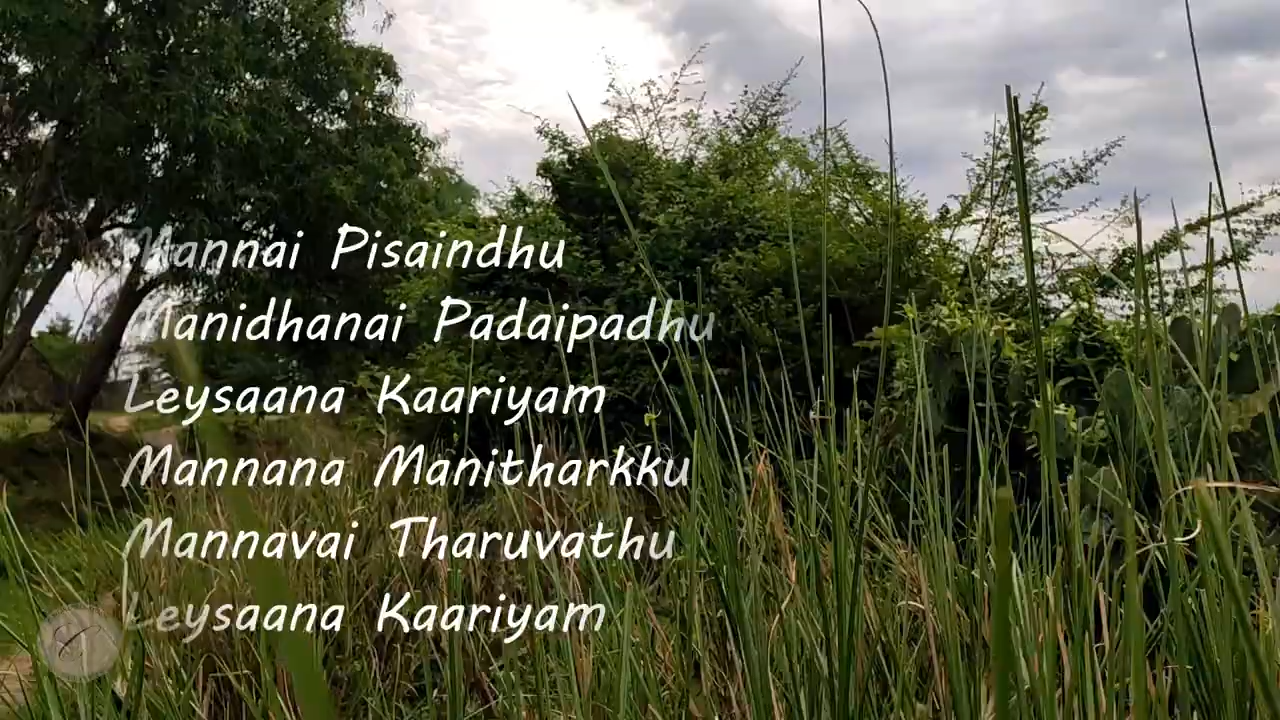 Mannai Pisaindhu
Manidhanai Padaipadhu
Leysaana Kaariyam
Mannana Manitharkku
Mannavai Tharuvathu
Leysaana Kaariyam